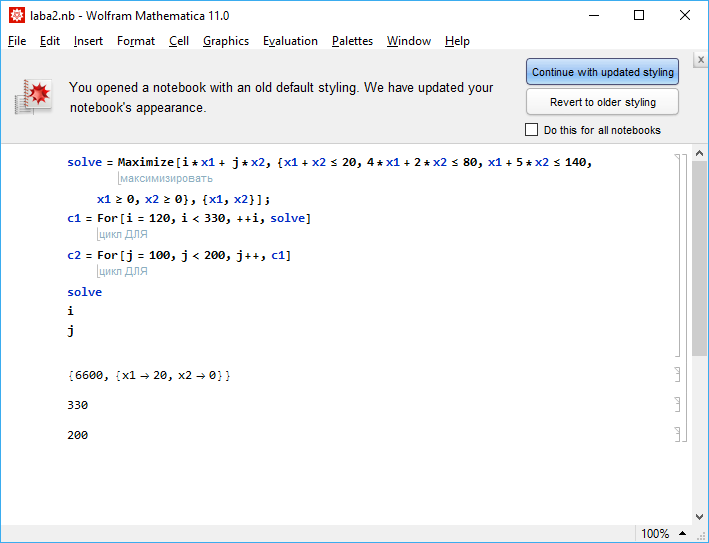 laba2.nb - Wolfram Mathematica 11.0
File Edit Insert Format Cell Graphics Evaluation Palettes Window Help
You opened a notebook with an old default styling. We have updated your
notebook's appearance.
Continue with updated styling
Revert to older styling
Do this for all notebooks
solve = Maximize[i * x1 + j * x2, {x1 + x2 ≤ 20, 4 * x1 + 2 * x2 ≤ 80, x1 + 5 * x2 ≤ 140,
максимизировать
x1 ≥ 0, x2 ≥ 0}, {x1, x2}];
c1 = For[i = 120, i < 330, ++i, solve]
цикл ДЛЯ
c2 = For[j = 100, j < 200, j++, c1]
цикл ДЛЯ
solve
i
j
{6600, {x1 → 20, x2 → 0}}
330
200
100%